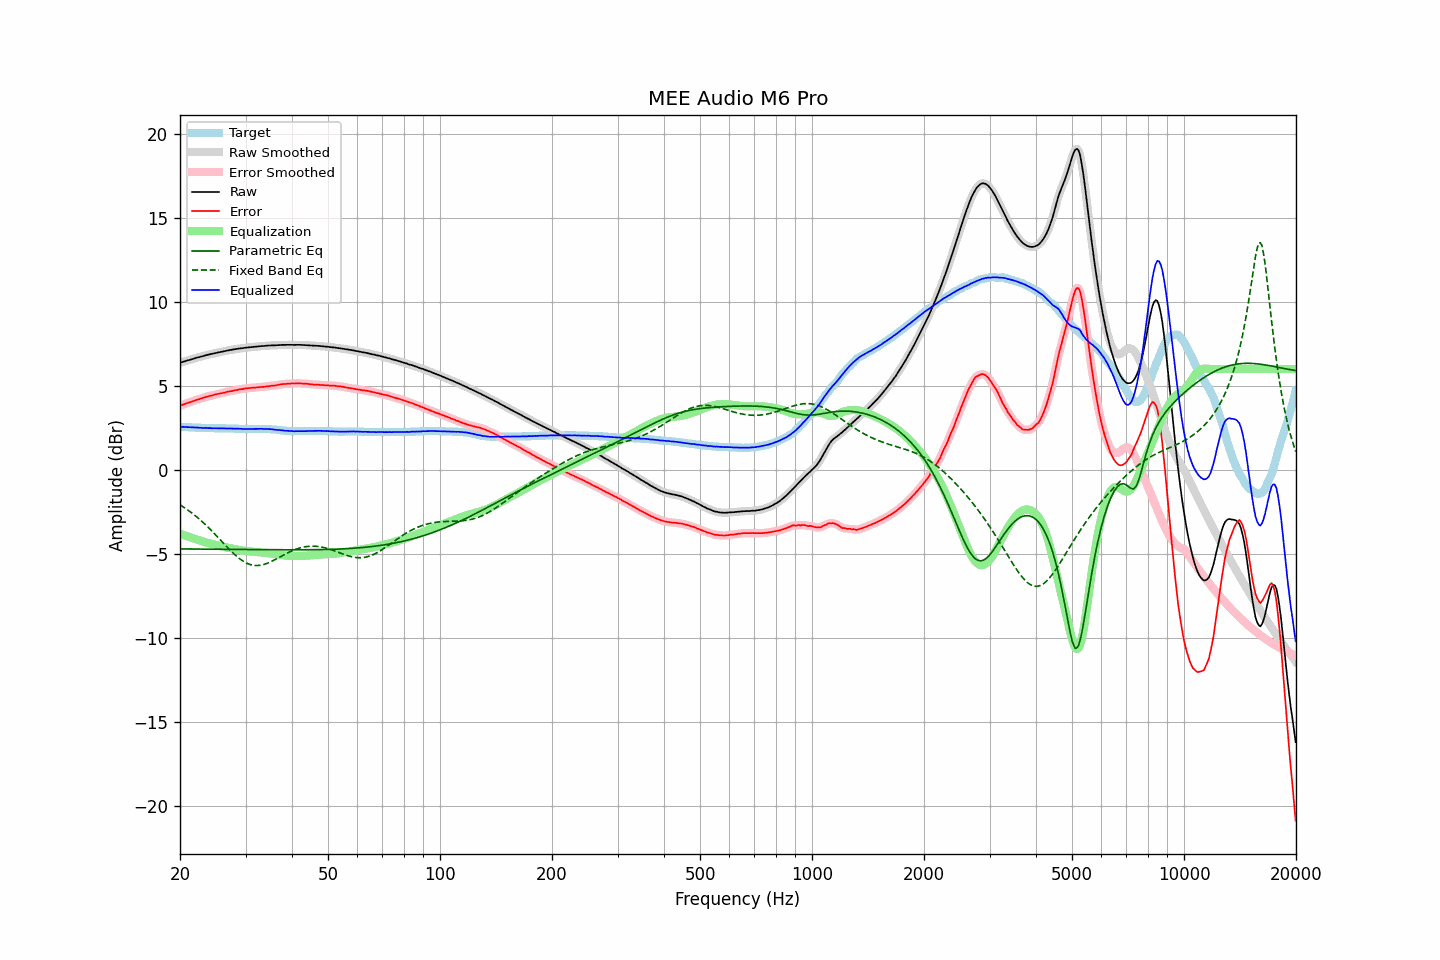 MEE Audio M6 Pro
Target
Raw Smoothed
Error Smoothed
Raw
Error
Equalization
Parametric Eq
Fixed Band Eq
Equalized
Amplitude (dBr)
20
15
10
5
0
−5
−10
−15
−20
20 50 100 200 500 1000 2000 5000 10000 20000
Frequency (Hz)